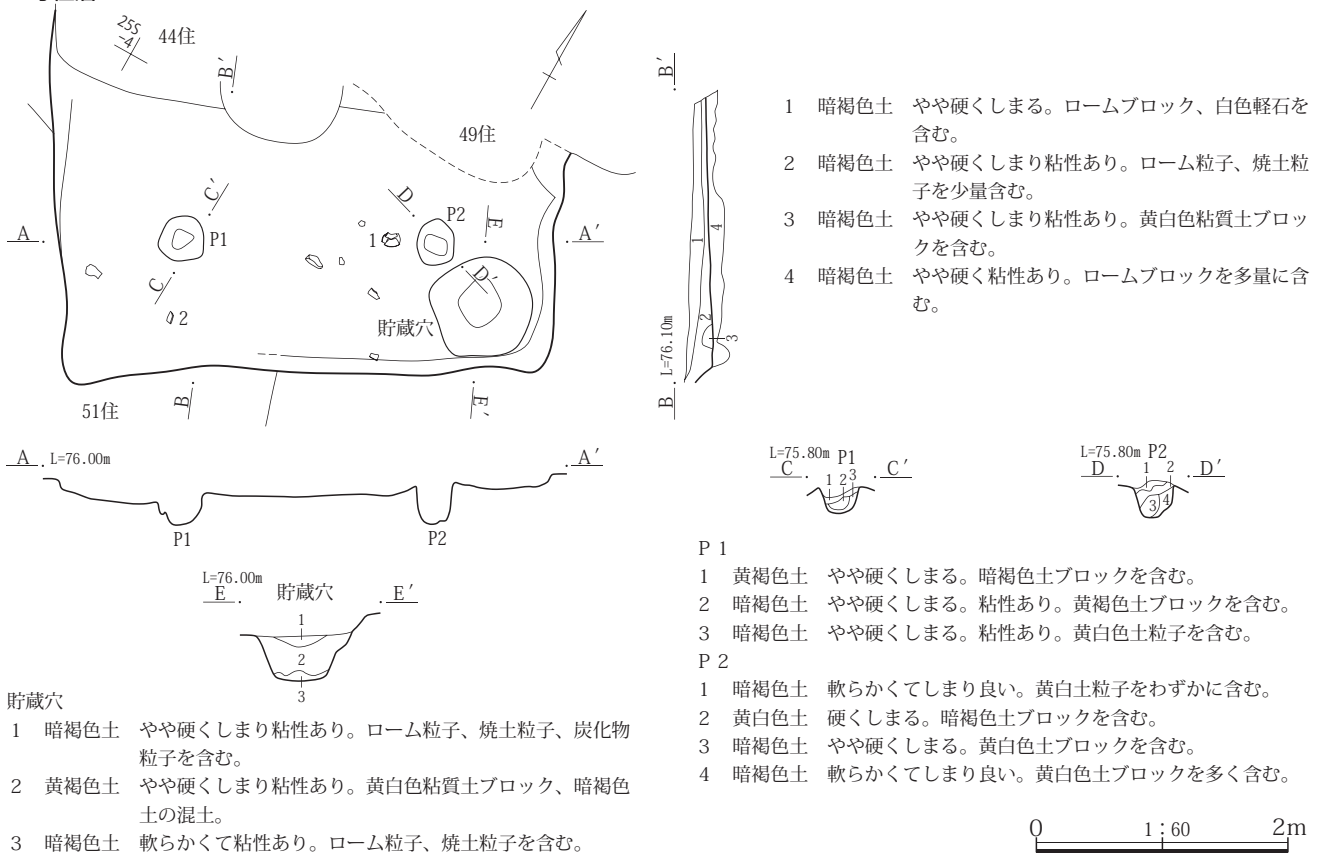 25S
-4
44住
B′
49住
C′
D
P2
E
A
P1
1
A′
C
D′
2
貯蔵穴
51住
B
E′
B′
1
4
2
3
L=76.10m
B
1 暗褐色土 やや硬くしまる。ロームブロック、白色軽石を
含む。
2 暗褐色土 やや硬くしまり粘性あり。ローム粒子、焼土粒
子を少量含む。
3 暗褐色土 やや硬くしまり粘性あり。黄白色粘質土ブロッ
クを含む。
4 暗褐色土 やや硬く粘性あり。ロームブロックを多量に含
む。
A L=76.00m A′
P1 P2
L=75.80m P1
C C′
1 2 3
L=75.80m P2
D D′
1 2
3 4
L=76.00m
E 貯蔵穴 E′
1
2
3
貯蔵穴
1 暗褐色土 やや硬くしまり粘性あり。ローム粒子、焼土粒子、炭化物
粒子を含む。
2 黄褐色土 やや硬くしまり粘性あり。黄白色粘質土ブロック、暗褐色
土の混土。
3 暗褐色土 軟らかくて粘性あり。ローム粒子、焼土粒子を含む。
P 1
1 黄褐色土 やや硬くしまる。暗褐色土ブロックを含む。
2 暗褐色土 やや硬くしまる。粘性あり。黄褐色土ブロックを含む。
3 暗褐色土 やや硬くしまる。粘性あり。黄白色土粒子を含む。
P 2
1 暗褐色土 軟らかくてしまり良い。黄白土粒子をわずかに含む。
2 黄白色土 硬くしまる。暗褐色土ブロックを含む。
3 暗褐色土 やや硬くしまる。黄白色土ブロックを含む。
4 暗褐色土 軟らかくてしまり良い。黄白色土ブロックを多く含む。
0 1:60 2m